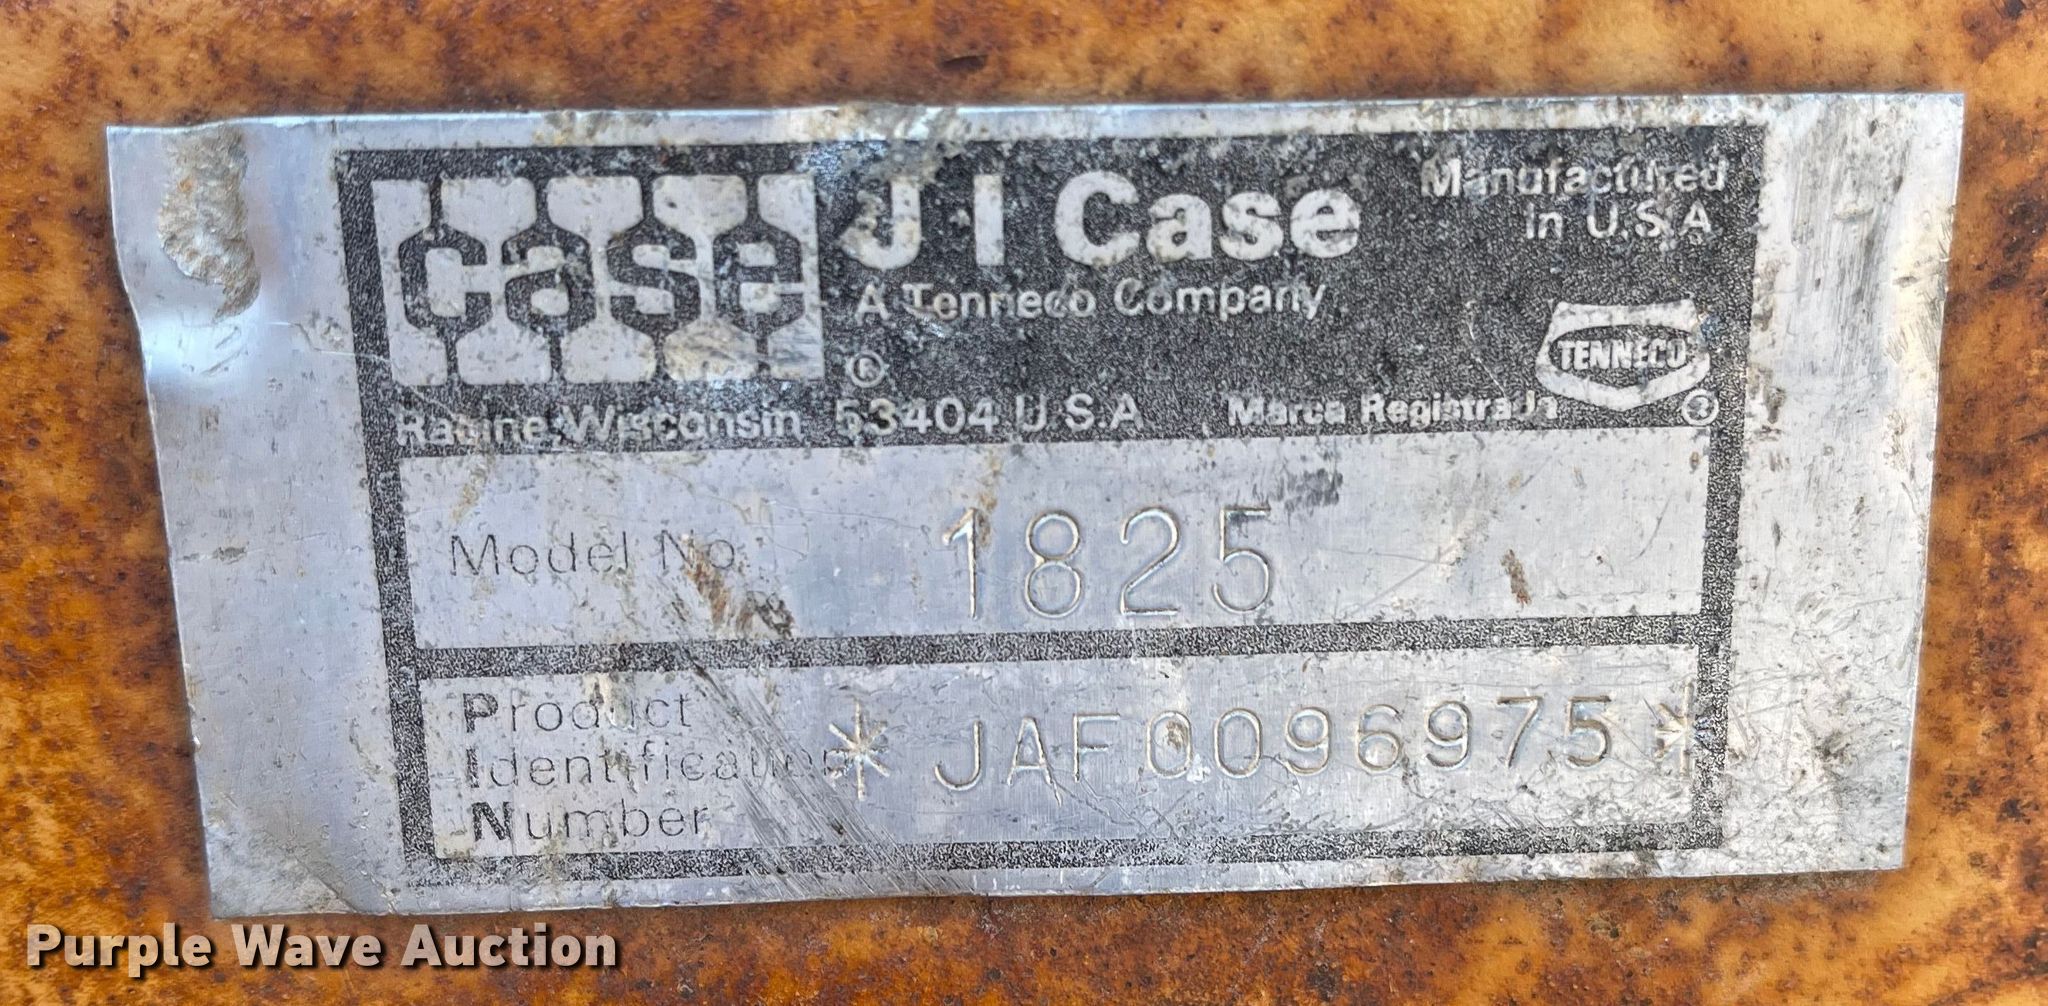 case
J I Case
A Tenneco Company
Manufactured
in U.S.A
TENNECO
®
Racine, Wisconsin 53404 U.S.A
Marca Registrada
®
Model No. 1825
Product
Identification
Number
*JAF0096975*
Purple Wave Auction